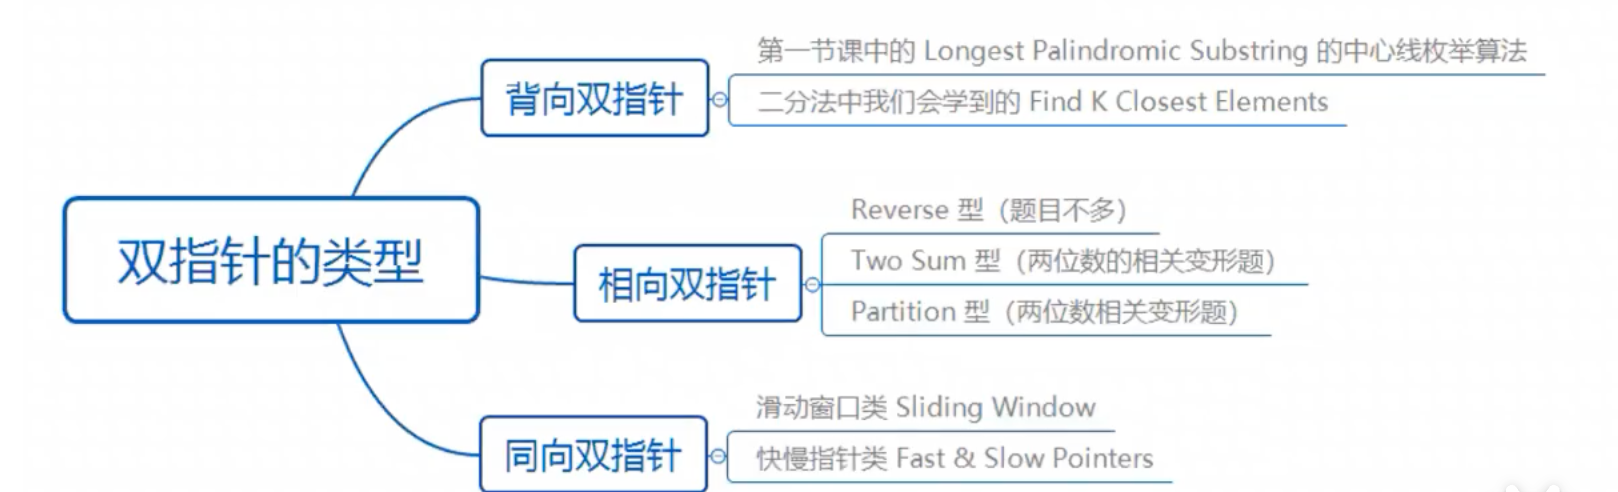 第一节课中的 Longest Palindromic Substring 的中心线枚举算法
背向双指针
二分法中我们会学到的 Find K Closest Elements
Reverse 型（题目不多）
双指针的类型
Two Sum 型（两位数的相关变形题）
相向双指针
Partition 型（两位数相关变形题）
滑动窗口类 Sliding Window
同向双指针
快慢指针类 Fast & Slow Pointers